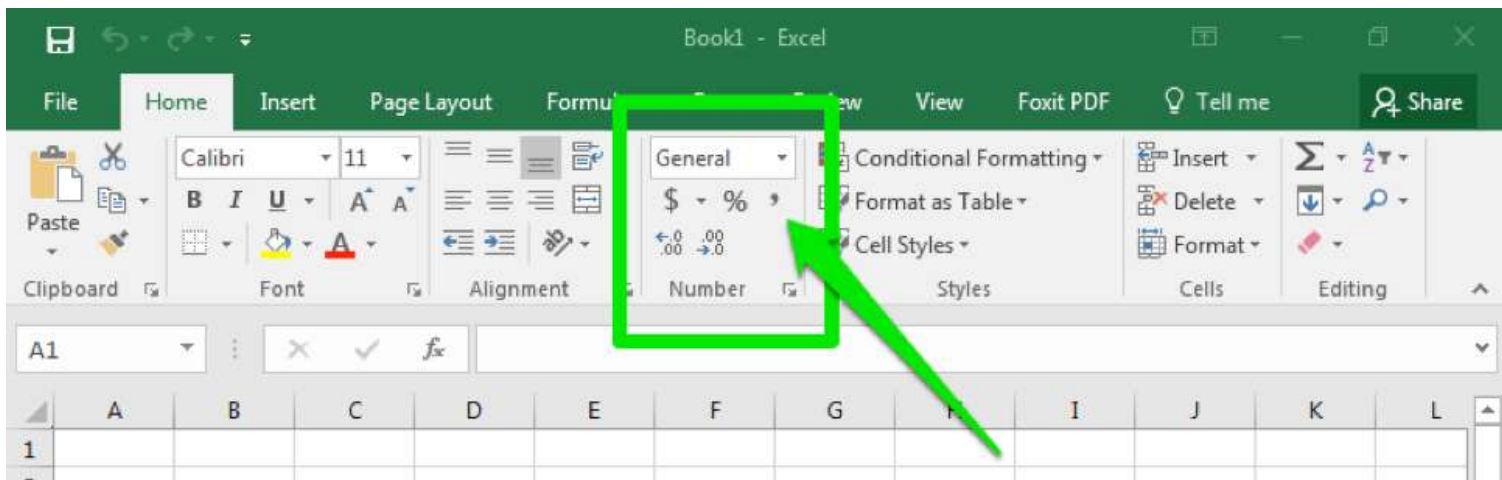 Book1 - Excel
File Home Insert Page Layout Formul View Foxit PDF Tell me Share
Calibri 11 General Conditional Formatting Insert Σ A Z
Paste B I U A A $ % , Format as Table Delete
A .00 .0 Cell Styles Format
Clipboard Font Alignment Number Styles Cells Editing
A1 fx
A B C D E F G H I J K L
1